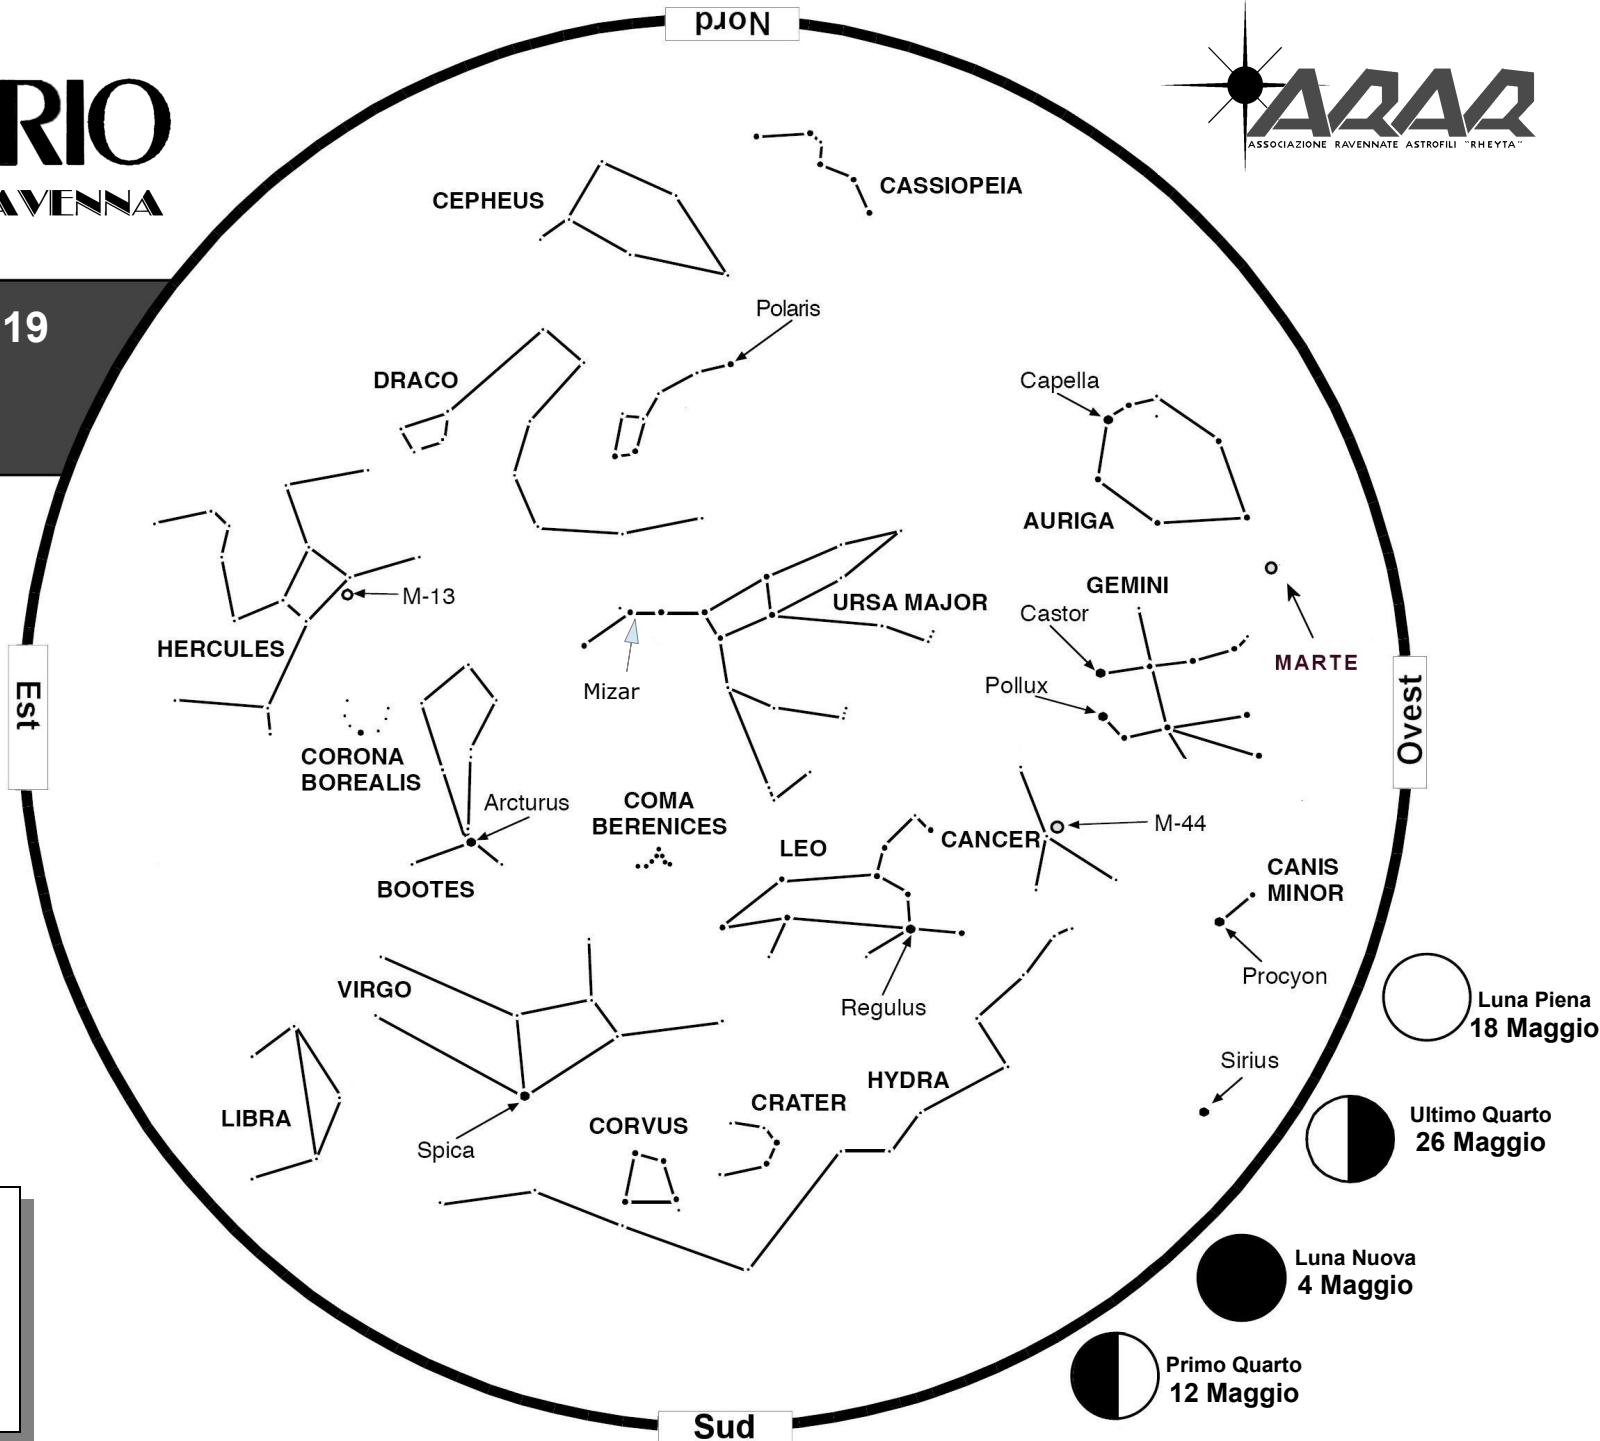 Nord
RIO
AVENNA
ARAR
ASSOCIAZIONE RAVENNATE ASTROFILI "RHEYTA"
19
CEPHEUS
CASSIOPEIA
Polaris
DRACO
Capella
AURIGA
M-13
HERCULES
URSA MAJOR
GEMINI
Castor
MARTE
Mizar
Pollux
Est
Ovest
CORONA
BOREALIS
Arcturus
COMA
BERENICES
BOOTES
LEO
CANCER
M-44
CANIS
MINOR
Procyon
VIRGO
Regulus
Luna Piena
18 Maggio
Sirius
HYDRA
CRATER
LIBRA
CORVUS
Spica
Ultimo Quarto
26 Maggio
Luna Nuova
4 Maggio
Primo Quarto
12 Maggio
Sud